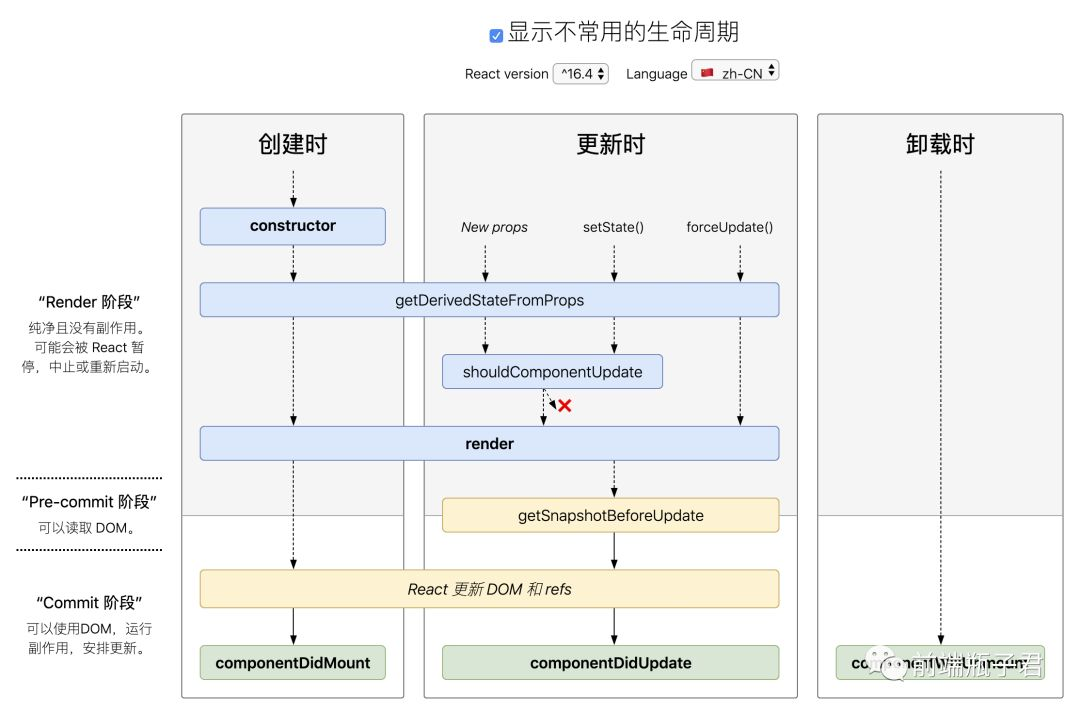 显示不常用的生命周期
React version ^16.4 Language zh-CN
创建时
更新时
卸载时
constructor
New props
setState()
forceUpdate()
“Render 阶段”
纯净且没有副作用。
可能会被 React 暂
停，中止或重新启动。
getDerivedStateFromProps
shouldComponentUpdate
render
“Pre-commit 阶段”
可以读取 DOM。
getSnapshotBeforeUpdate
“Commit 阶段”
可以使用DOM，运行
副作用，安排更新。
React 更新 DOM 和 refs
componentDidMount
componentDidUpdate
componentWillUnmount
前端瓶子君